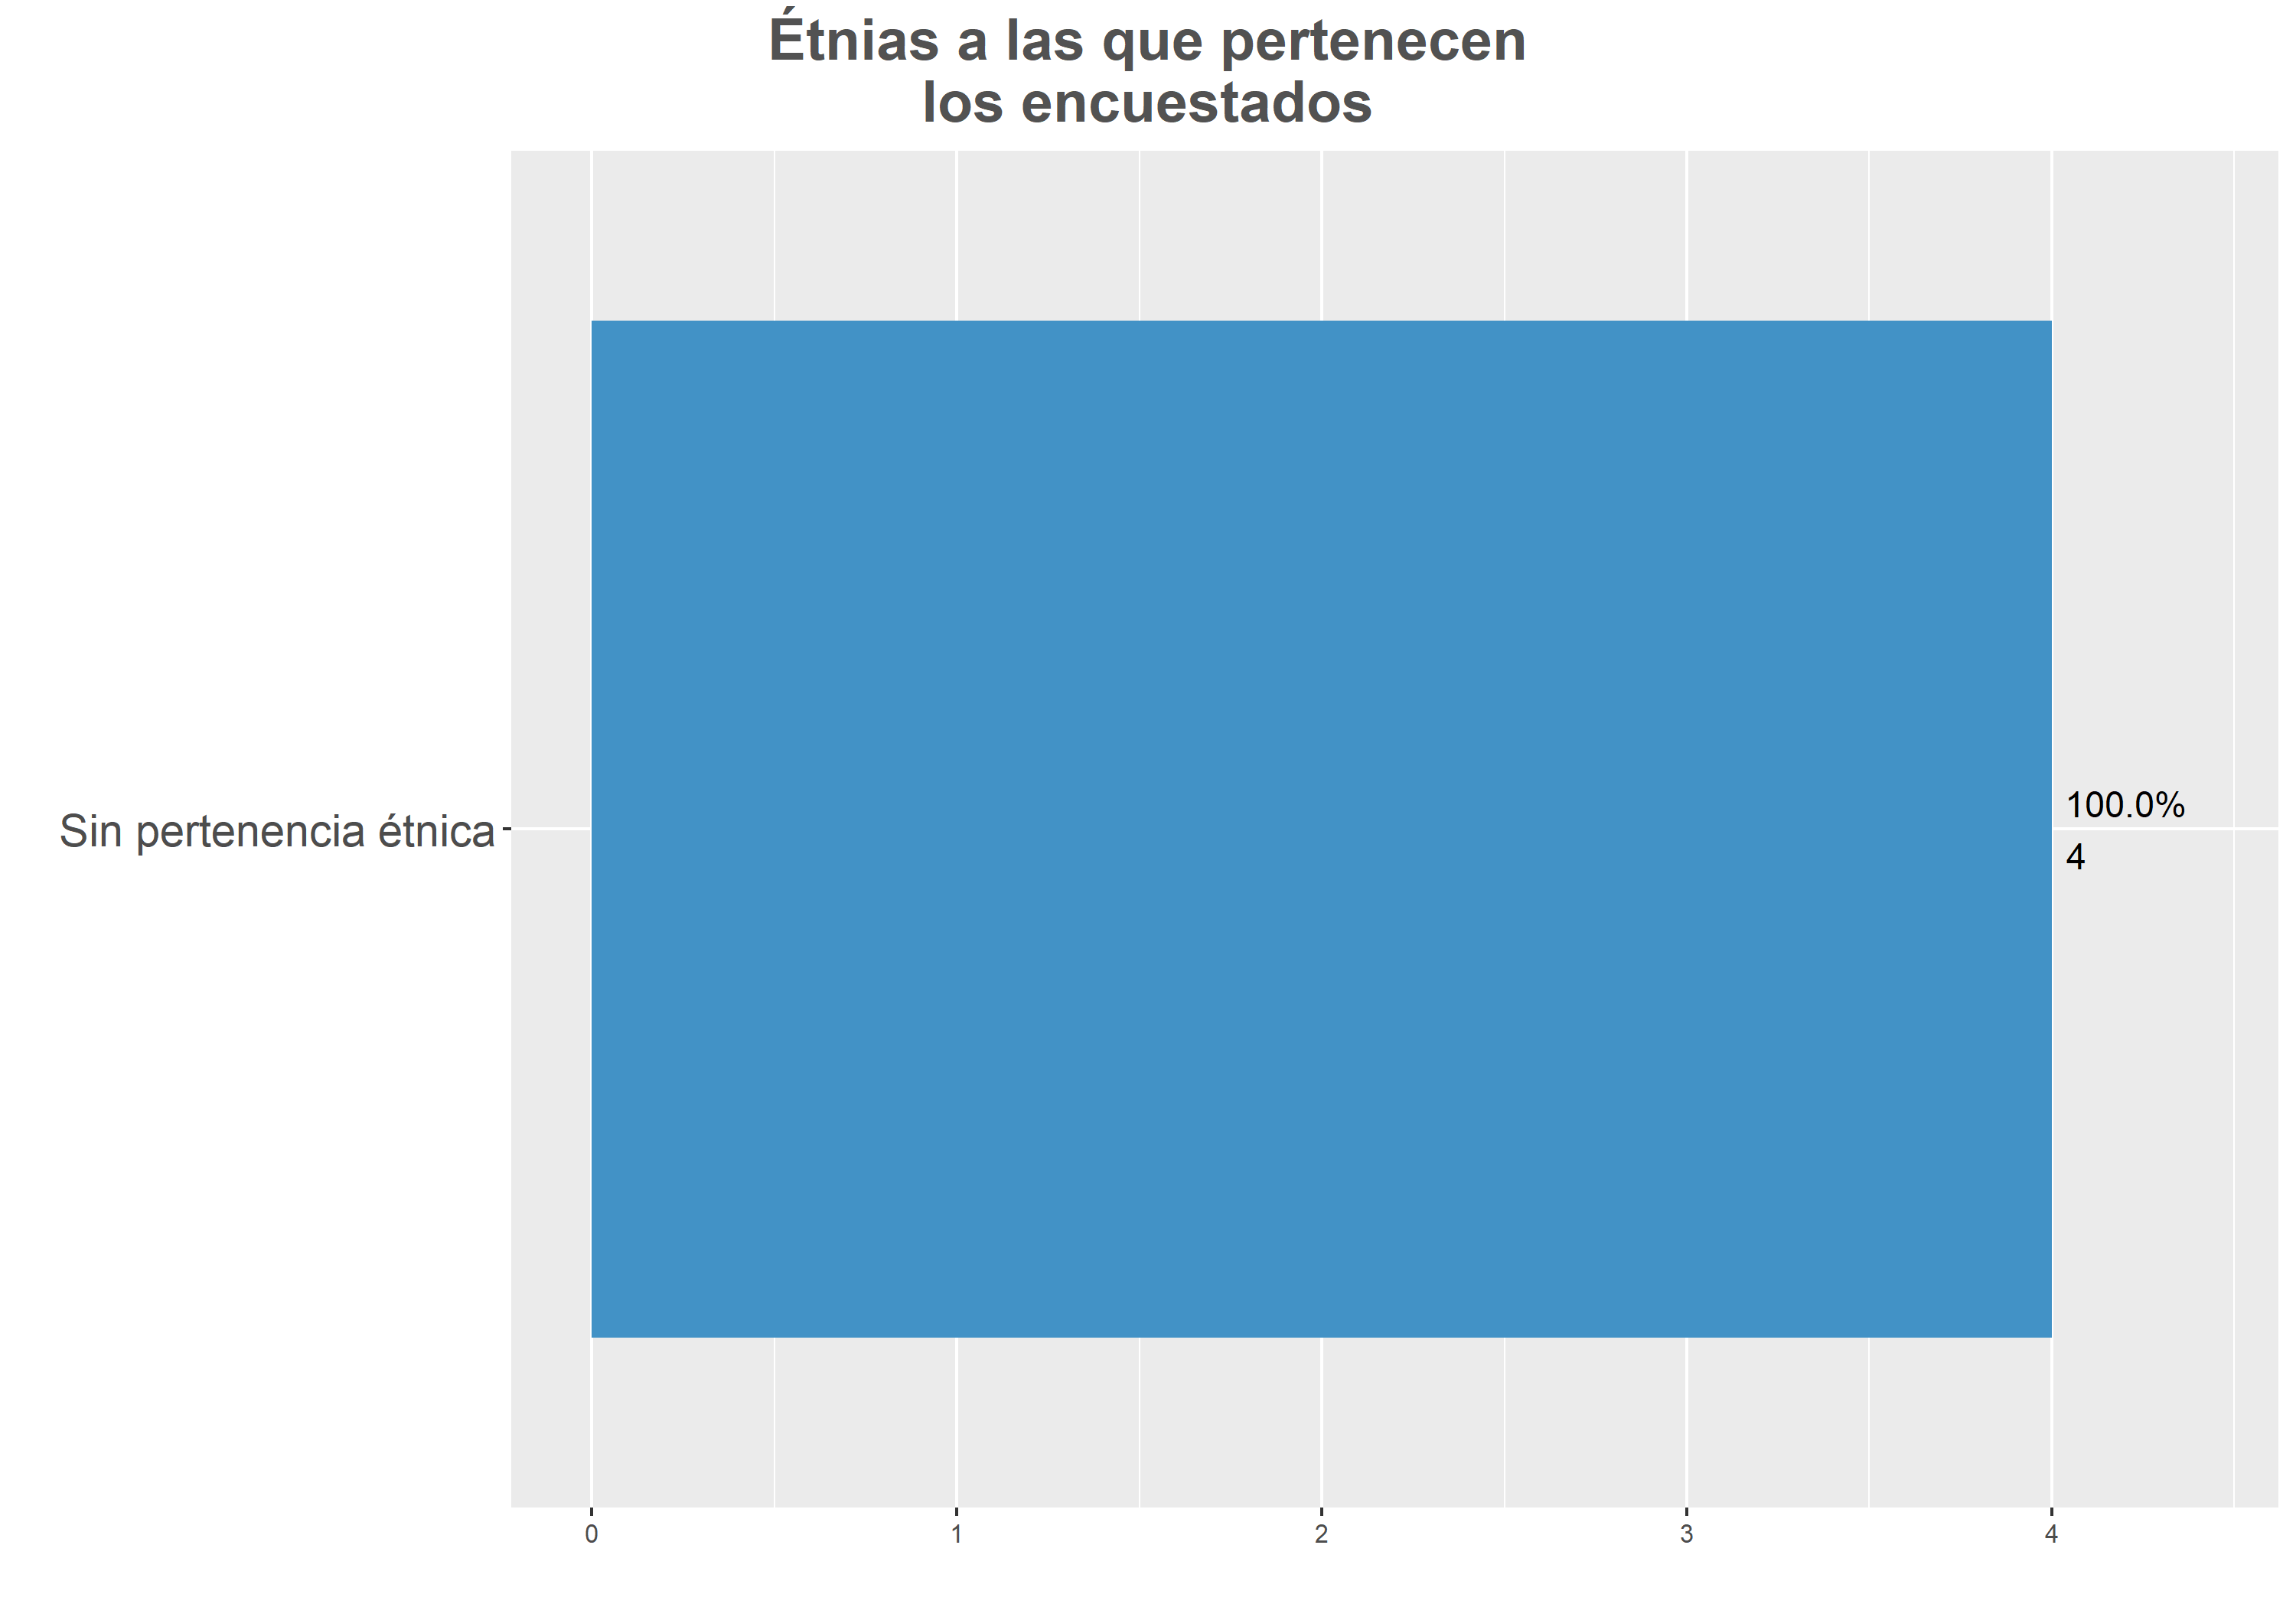 Étnias a las que pertenecen
los encuestados
Sin pertenencia étnica
100.0%
4
0
1
2
3
4